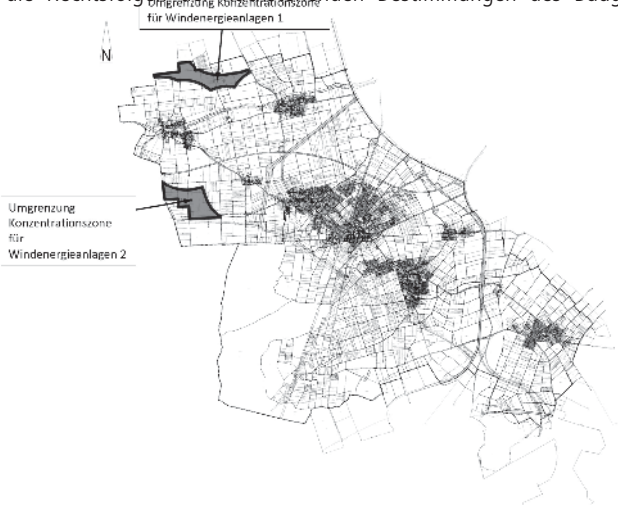 Umgrenzung Konzentrationszone
für Windenergieanlagen 1
N
Umgrenzung
Konzentrationszone
für
Windenergieanlagen 2